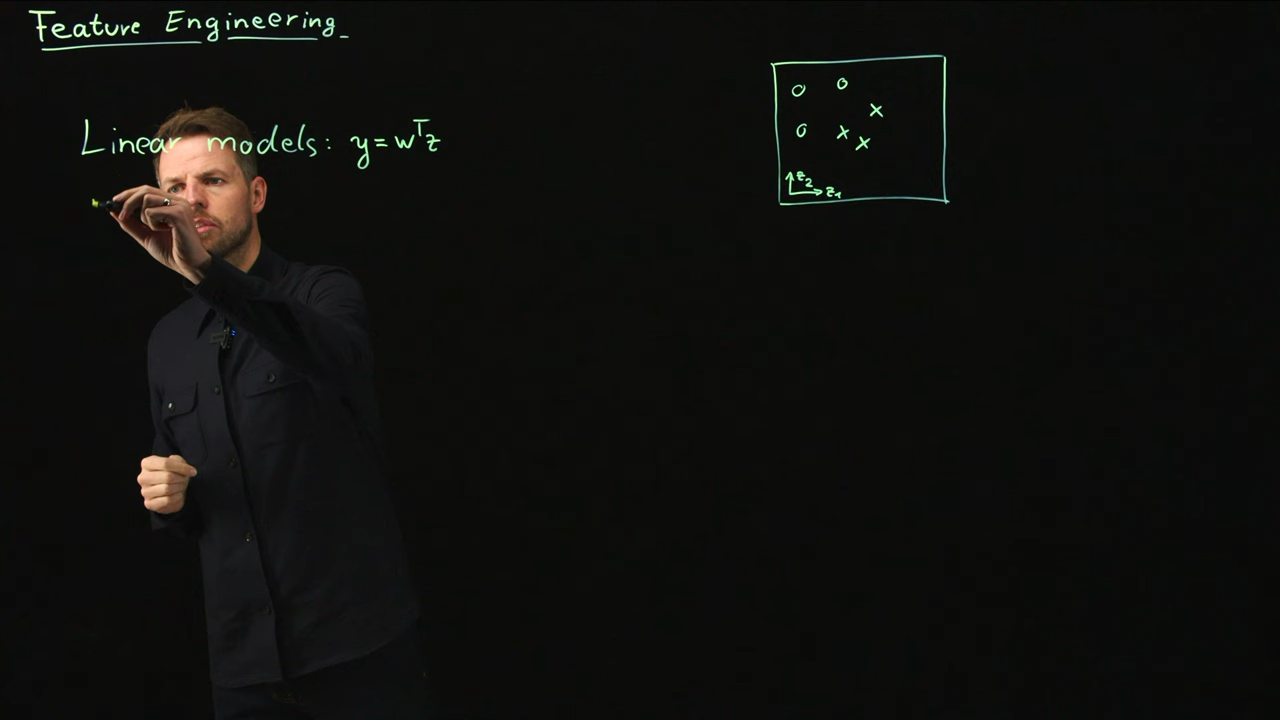 Feature Engineering
Linear models: y = wᵀz
z₂
z₁